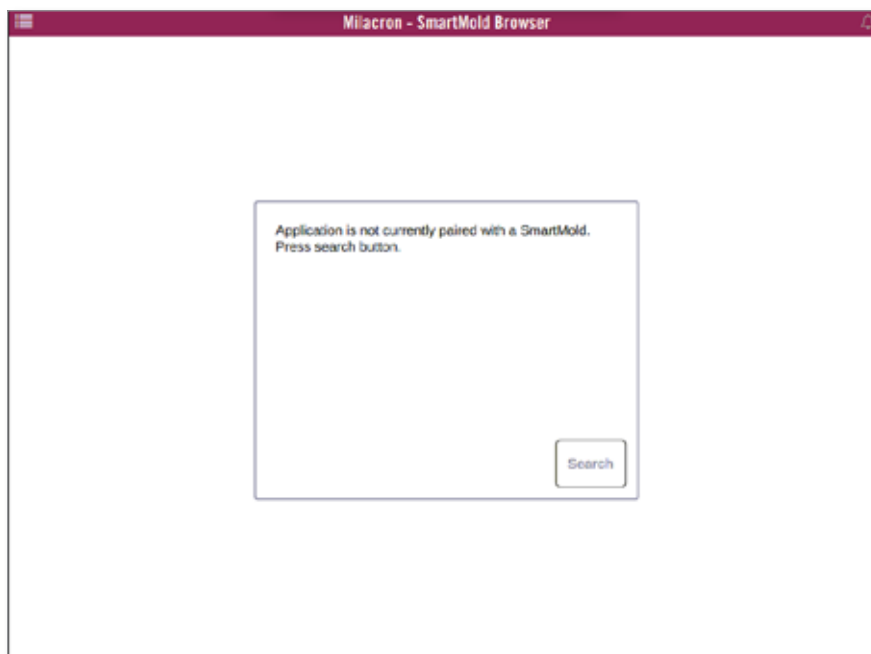 Milacron - SmartMold Browser
Application is not currently paired with a SmartMold.
Press search button.
Search